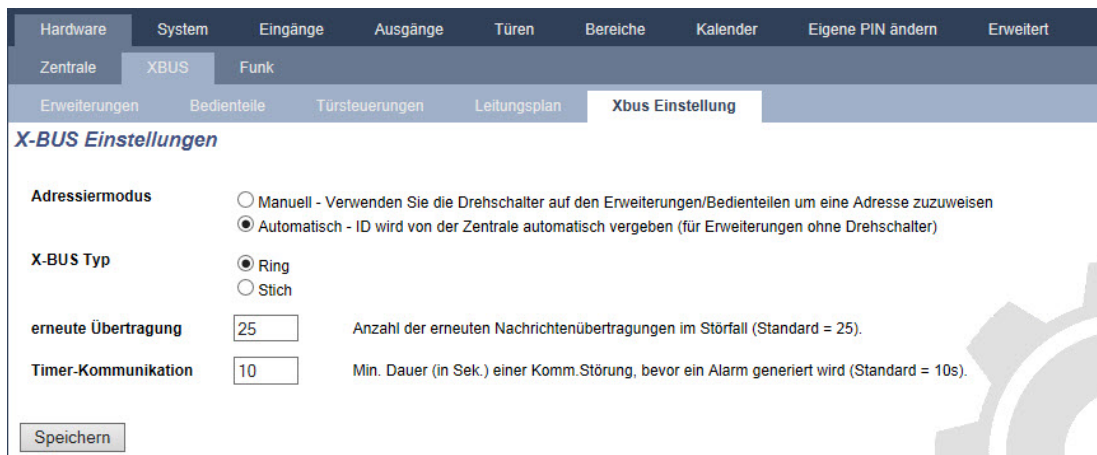 Hardware System Eingänge Ausgänge Türen Bereiche Kalender Eigene PIN ändern Erweitert
Zentrale XBUS Funk
Erweiterungen Bedienteile Türsteuerungen Leitungsplan Xbus Einstellung
X-BUS Einstellungen
Adressiermodus Manuell - Verwenden Sie die Drehschalter auf den Erweiterungen/Bedienteilen um eine Adresse zuzuweisen
Automatisch - ID wird von der Zentrale automatisch vergeben (für Erweiterungen ohne Drehschalter)
X-BUS Typ Ring
Stich
erneute Übertragung 25 Anzahl der erneuten Nachrichtenübertragungen im Störfall (Standard = 25).
Timer-Kommunikation 10 Min. Dauer (in Sek.) einer Komm.Störung, bevor ein Alarm generiert wird (Standard = 10s).
Speichern